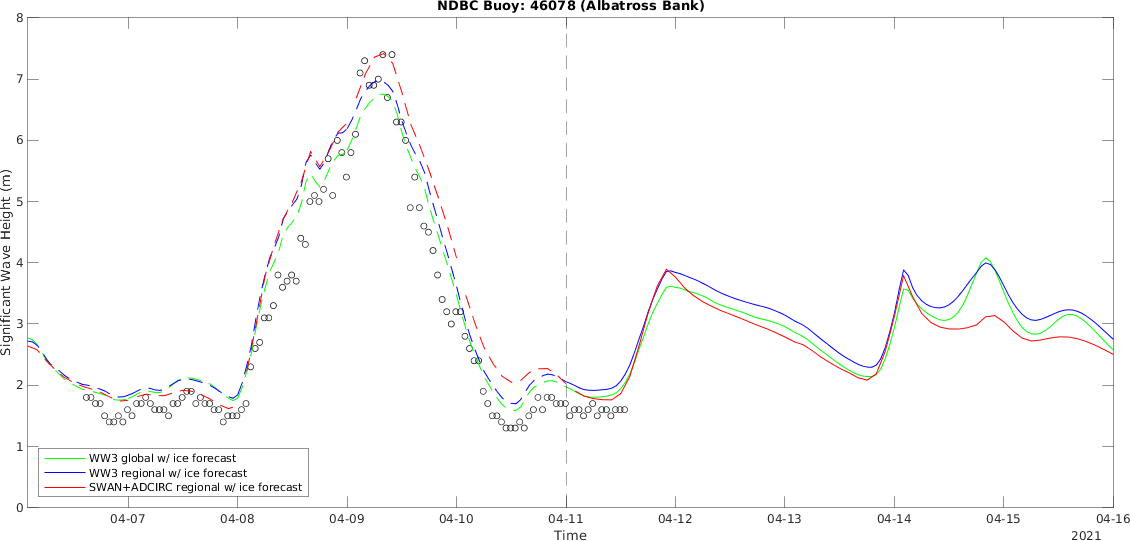 NDBC Buoy: 46078 (Albatross Bank)
8
7
6
5
4
3
2
1
0
Significant Wave Height (m)
WW3 global w/ ice forecast
WW3 regional w/ ice forecast
SWAN+ADCIRC regional w/ ice forecast
04-07 04-08 04-09 04-10 04-11 04-12 04-13 04-14 04-15 04-16
Time
2021